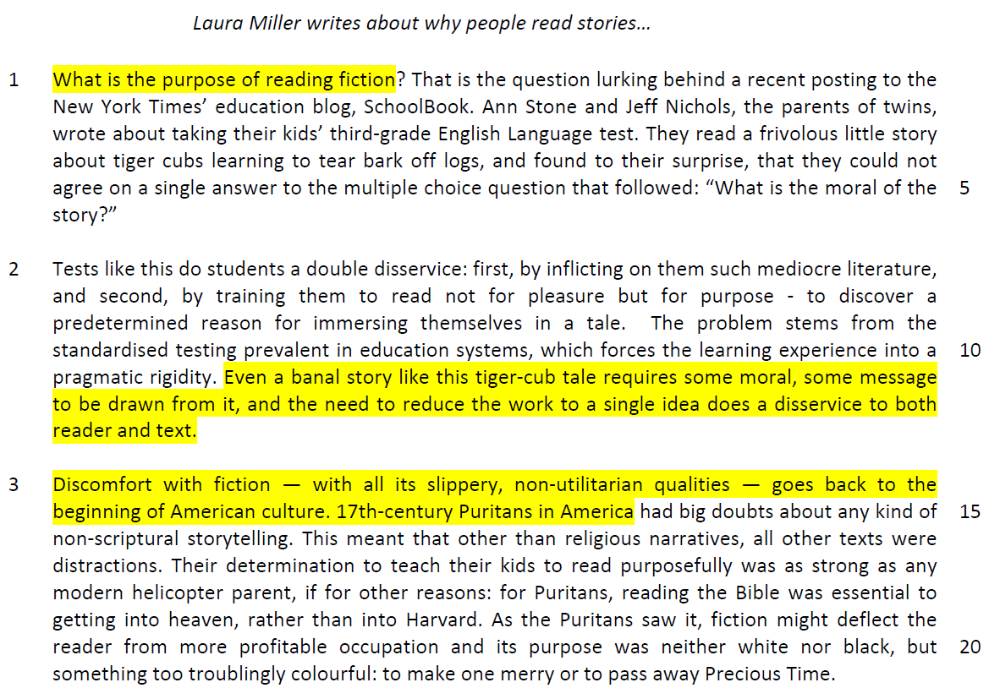 Laura Miller writes about why people read stories…
1 What is the purpose of reading fiction? That is the question lurking behind a recent posting to the
New York Times’ education blog, SchoolBook. Ann Stone and Jeff Nichols, the parents of twins,
wrote about taking their kids’ third-grade English Language test. They read a frivolous little story
about tiger cubs learning to tear bark off logs, and found to their surprise, that they could not
agree on a single answer to the multiple choice question that followed: “What is the moral of the 5
story?”
2 Tests like this do students a double disservice: first, by inflicting on them such mediocre literature,
and second, by training them to read not for pleasure but for purpose - to discover a
predetermined reason for immersing themselves in a tale. The problem stems from the
standardised testing prevalent in education systems, which forces the learning experience into a 10
pragmatic rigidity. Even a banal story like this tiger-cub tale requires some moral, some message
to be drawn from it, and the need to reduce the work to a single idea does a disservice to both
reader and text.
3 Discomfort with fiction — with all its slippery, non-utilitarian qualities — goes back to the
beginning of American culture. 17th-century Puritans in America had big doubts about any kind of 15
non-scriptural storytelling. This meant that other than religious narratives, all other texts were
distractions. Their determination to teach their kids to read purposefully was as strong as any
modern helicopter parent, if for other reasons: for Puritans, reading the Bible was essential to
getting into heaven, rather than into Harvard. As the Puritans saw it, fiction might deflect the
reader from more profitable occupation and its purpose was neither white nor black, but 20
something too troublingly colourful: to make one merry or to pass away Precious Time.